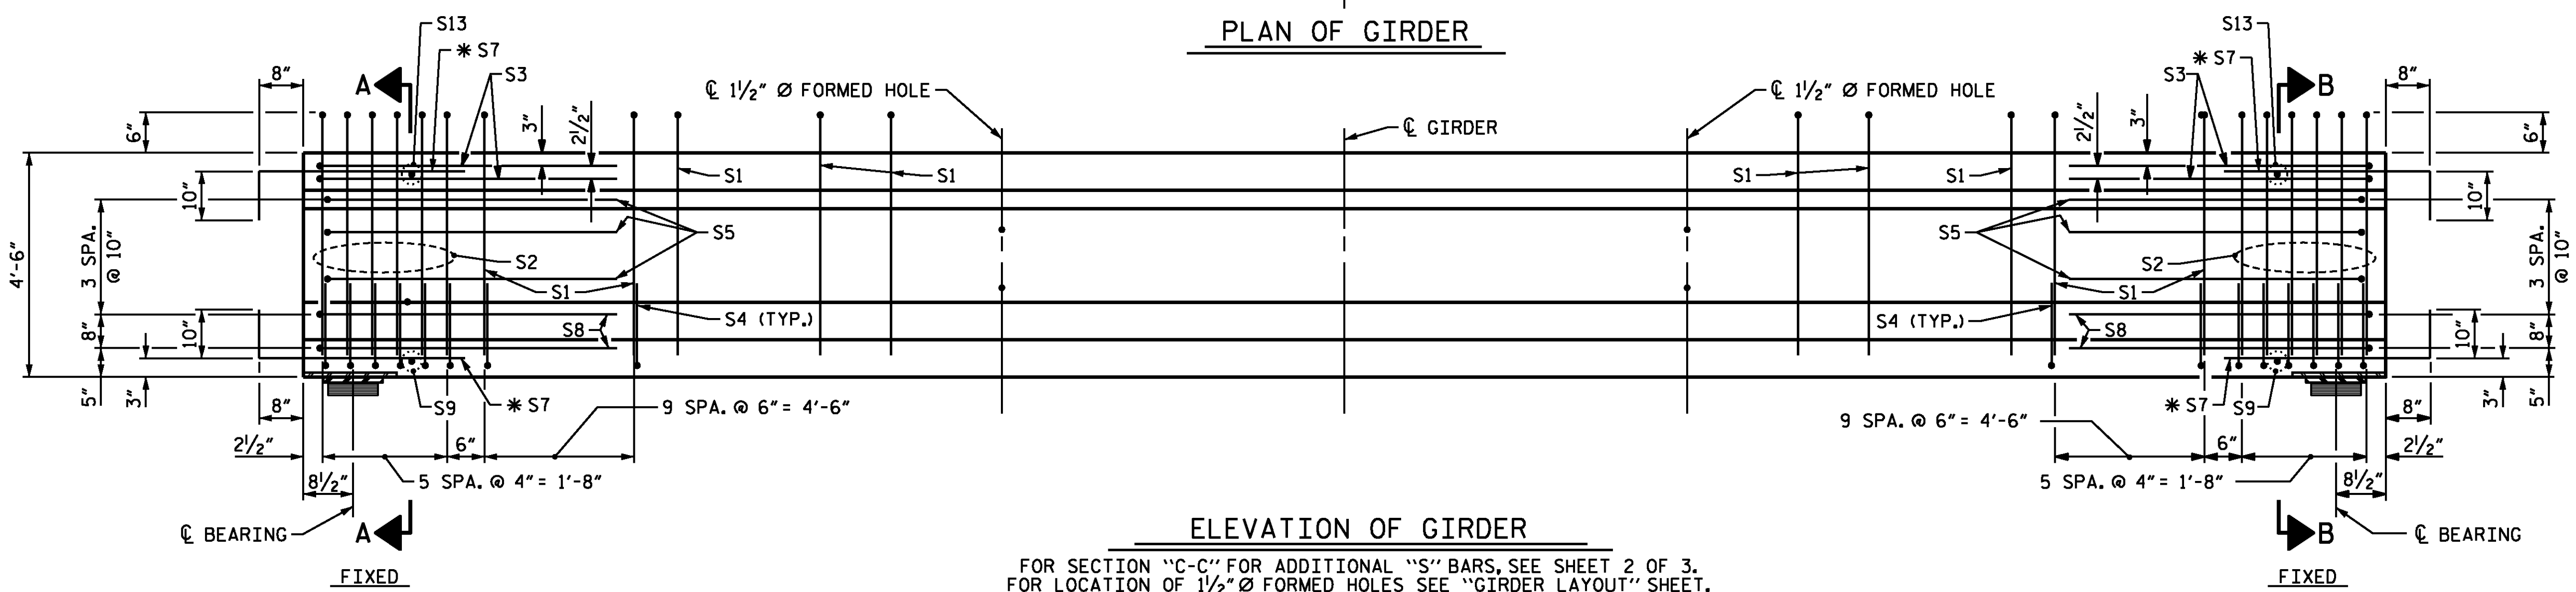 PLAN OF GIRDER
S13
* S7
S3
8"
A
℄ 1½" Ø FORMED HOLE
℄ 1½" Ø FORMED HOLE
℄ GIRDER
S13
* S7
S3
B
8"
6"
3"
2½"
2½"
3"
6"
S1
S1
S1
S1
10"
10"
4'-6"
3 SPA.
@ 10"
S5
S5
3 SPA.
@ 10"
S2
S2
S1
S1
S4 (TYP.)
S4 (TYP.)
S8
S8
10"
10"
8"
8"
5"
3"
3"
5"
S9
* S7
* S7
S9
8"
8"
9 SPA. @ 6" = 4'-6"
9 SPA. @ 6" = 4'-6"
2½"
6"
6"
2½"
8½"
5 SPA. @ 4" = 1'-8"
5 SPA. @ 4" = 1'-8"
8½"
℄ BEARING
A
B
℄ BEARING
FIXED
FIXED
ELEVATION OF GIRDER
FOR SECTION "C-C" FOR ADDITIONAL "S" BARS, SEE SHEET 2 OF 3.
FOR LOCATION OF 1½" Ø FORMED HOLES SEE "GIRDER LAYOUT" SHEET.